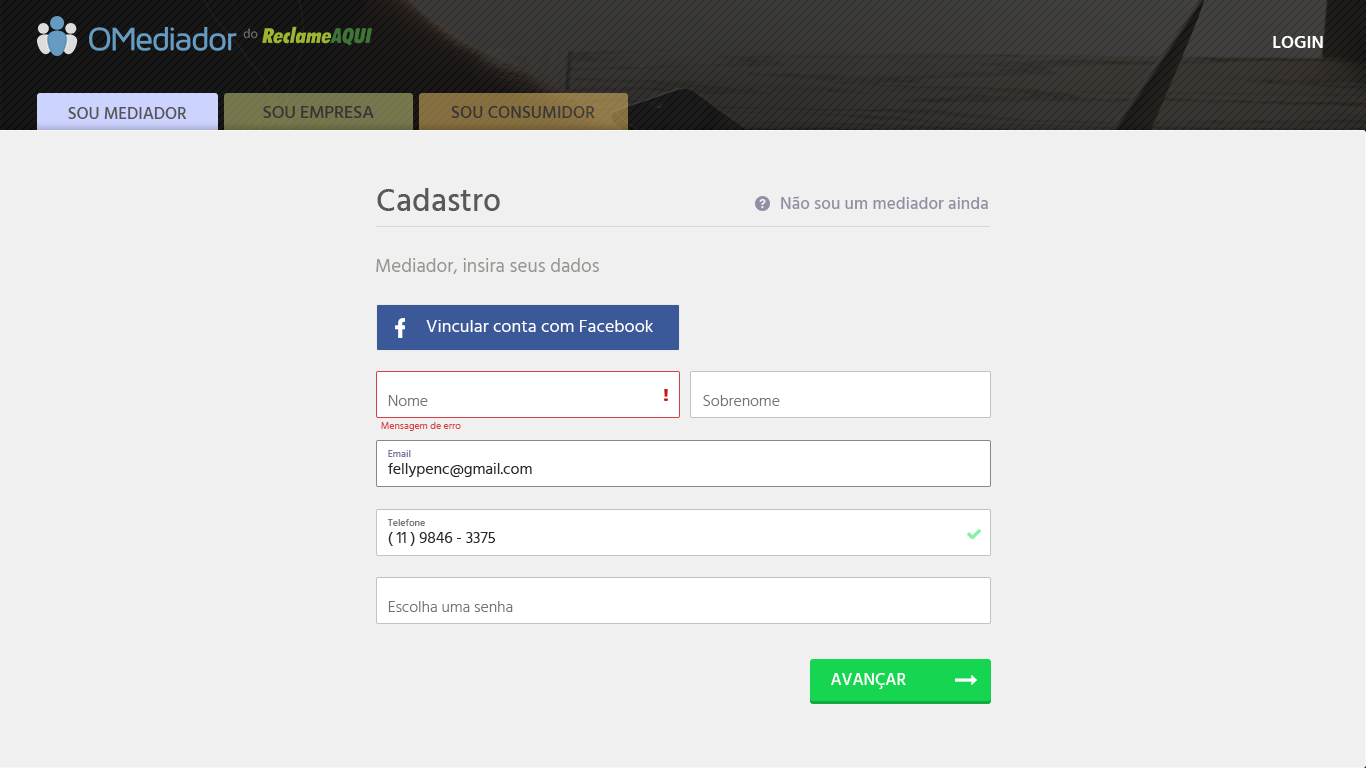 OMediador do ReclameAQUI
LOGIN
SOU MEDIADOR
SOU EMPRESA
SOU CONSUMIDOR
Cadastro
? Não sou um mediador ainda
Mediador, insira seus dados
f Vincular conta com Facebook
Nome !
Sobrenome
Mensagem de erro
Email
fellypenc@gmail.com
Telefone
( 11 ) 9846 - 3375
Escolha uma senha
AVANÇAR